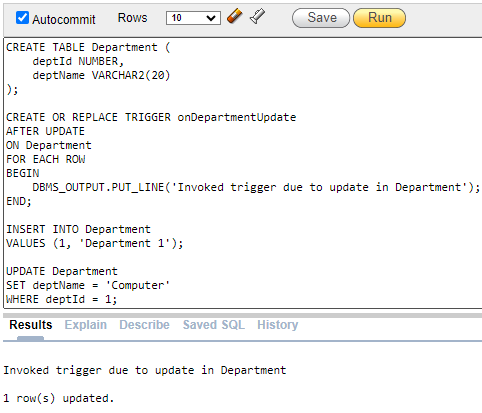 Autocommit Rows 10 Save Run
CREATE TABLE Department (
    deptId NUMBER,
    deptName VARCHAR2(20)
);

CREATE OR REPLACE TRIGGER onDepartmentUpdate
AFTER UPDATE
ON Department
FOR EACH ROW
BEGIN
    DBMS_OUTPUT.PUT_LINE('Invoked trigger due to update in Department');
END;

INSERT INTO Department
VALUES (1, 'Department 1');

UPDATE Department
SET deptName = 'Computer'
WHERE deptId = 1;
Results Explain Describe Saved SQL History
Invoked trigger due to update in Department
1 row(s) updated.